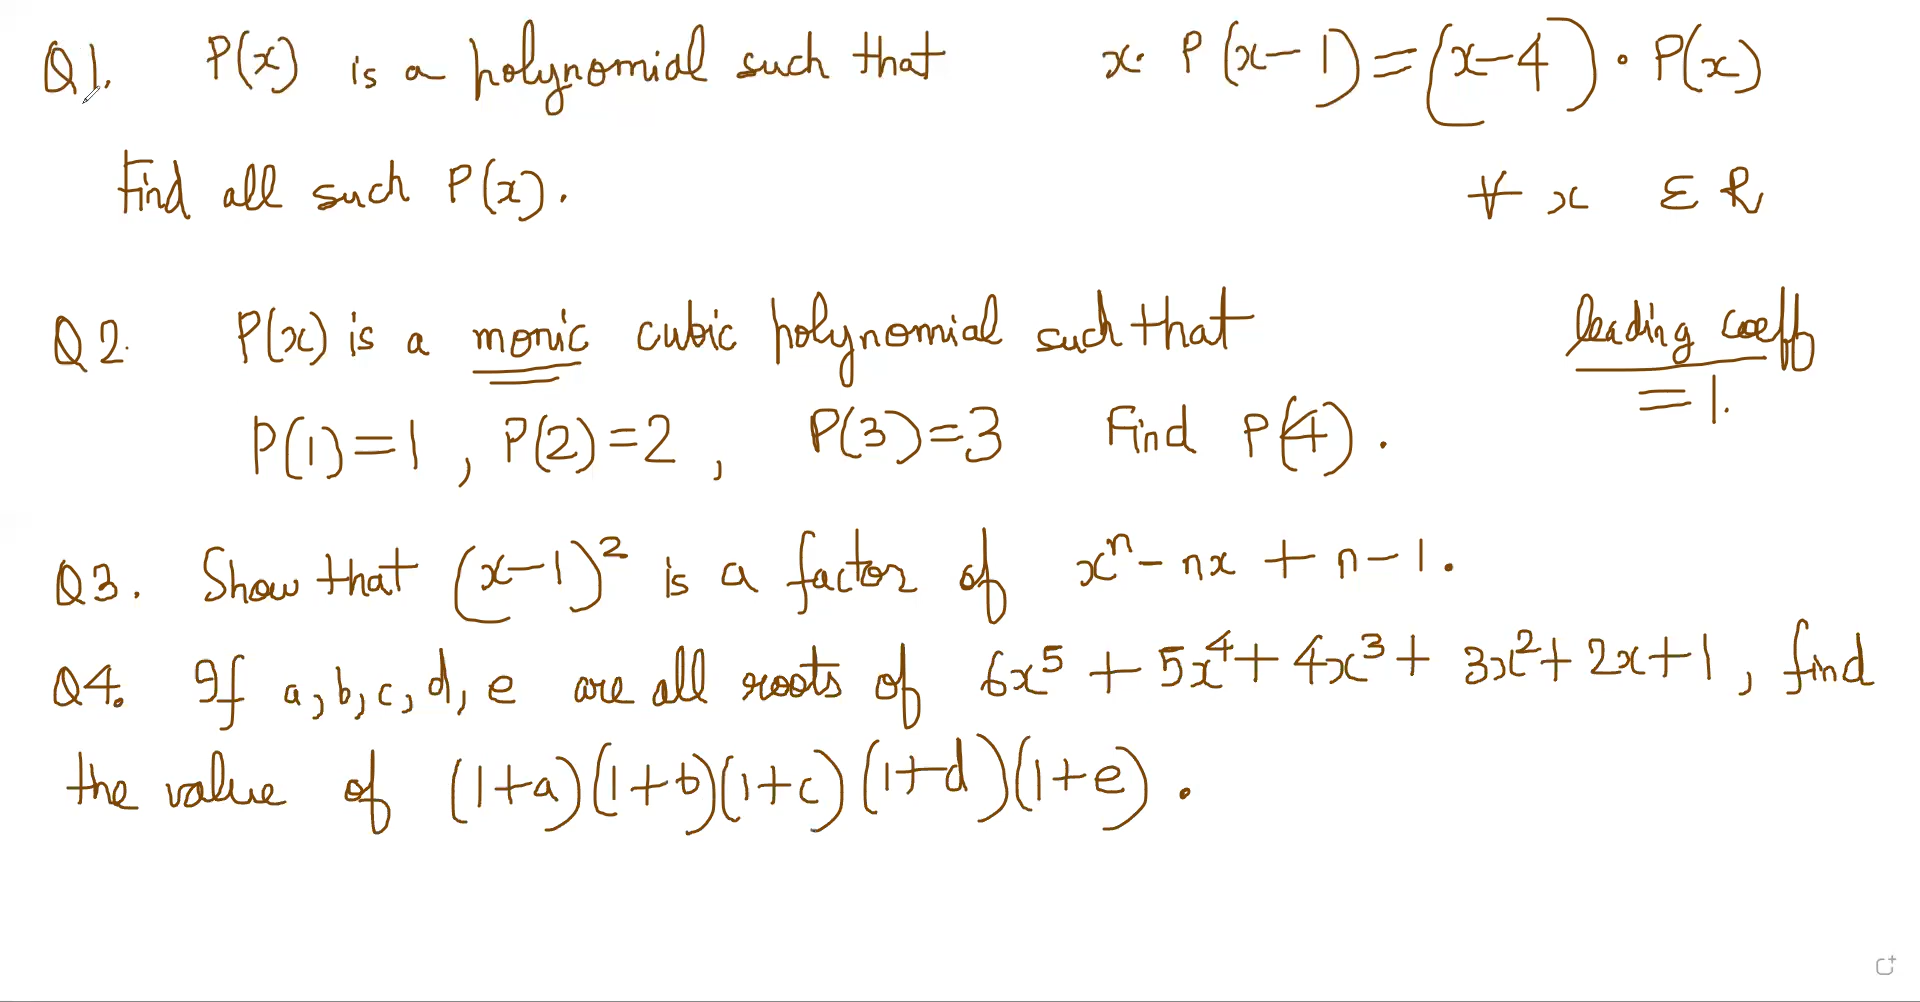 Q1. P(x) is a polynomial such that x. P(x-1)=(x-4).P(x)
Find all such P(x). ∀ x ε R
Q2. P(x) is a monic cubic polynomial such that leading coeff
P(1)=1, P(2)=2, P(3)=3 Find P(4). =1.
Q3. Show that (x-1)² is a factor of xⁿ - nx + n-1.
Q4. If a, b, c, d, e are all roots of 6x⁵ + 5x⁴ + 4x³ + 3x² + 2x + 1, find
the value of (1+a)(1+b)(1+c)(1+d)(1+e).